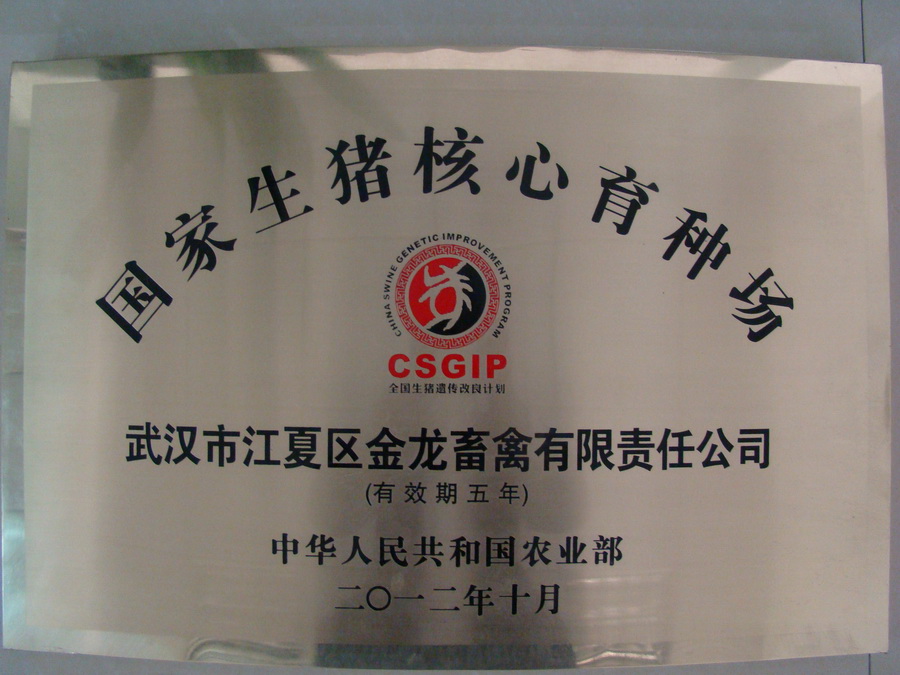 国家生猪核心育种场
CHINA SWINE GENETIC IMPROVEMENT PROGRAM
CSGIP
全国生猪遗传改良计划
武汉市江夏区金龙畜禽有限责任公司
(有效期五年)
中华人民共和国农业部
二〇一二年十月